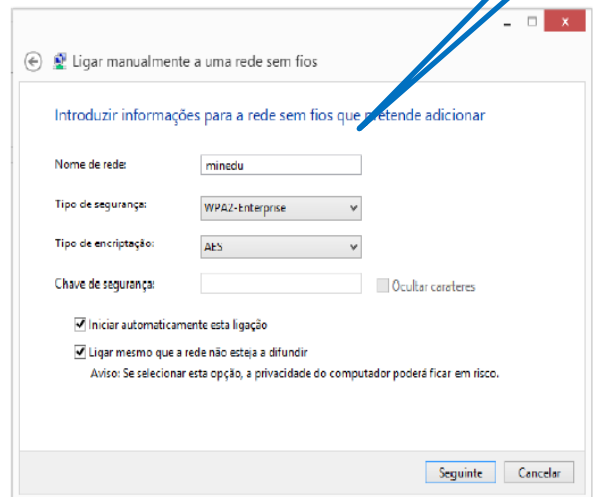 Ligar manualmente a uma rede sem fios
Introduzir informações para a rede sem fios que pretende adicionar
Nome de rede: minedu
Tipo de segurança: WPA2-Enterprise
Tipo de encriptação: AES
Chave de segurança: Ocultar carateres
Iniciar automaticamente esta ligação
Ligar mesmo que a rede não esteja a difundir
Aviso: Se selecionar esta opção, a privacidade do computador poderá ficar em risco.
Seguinte Cancelar